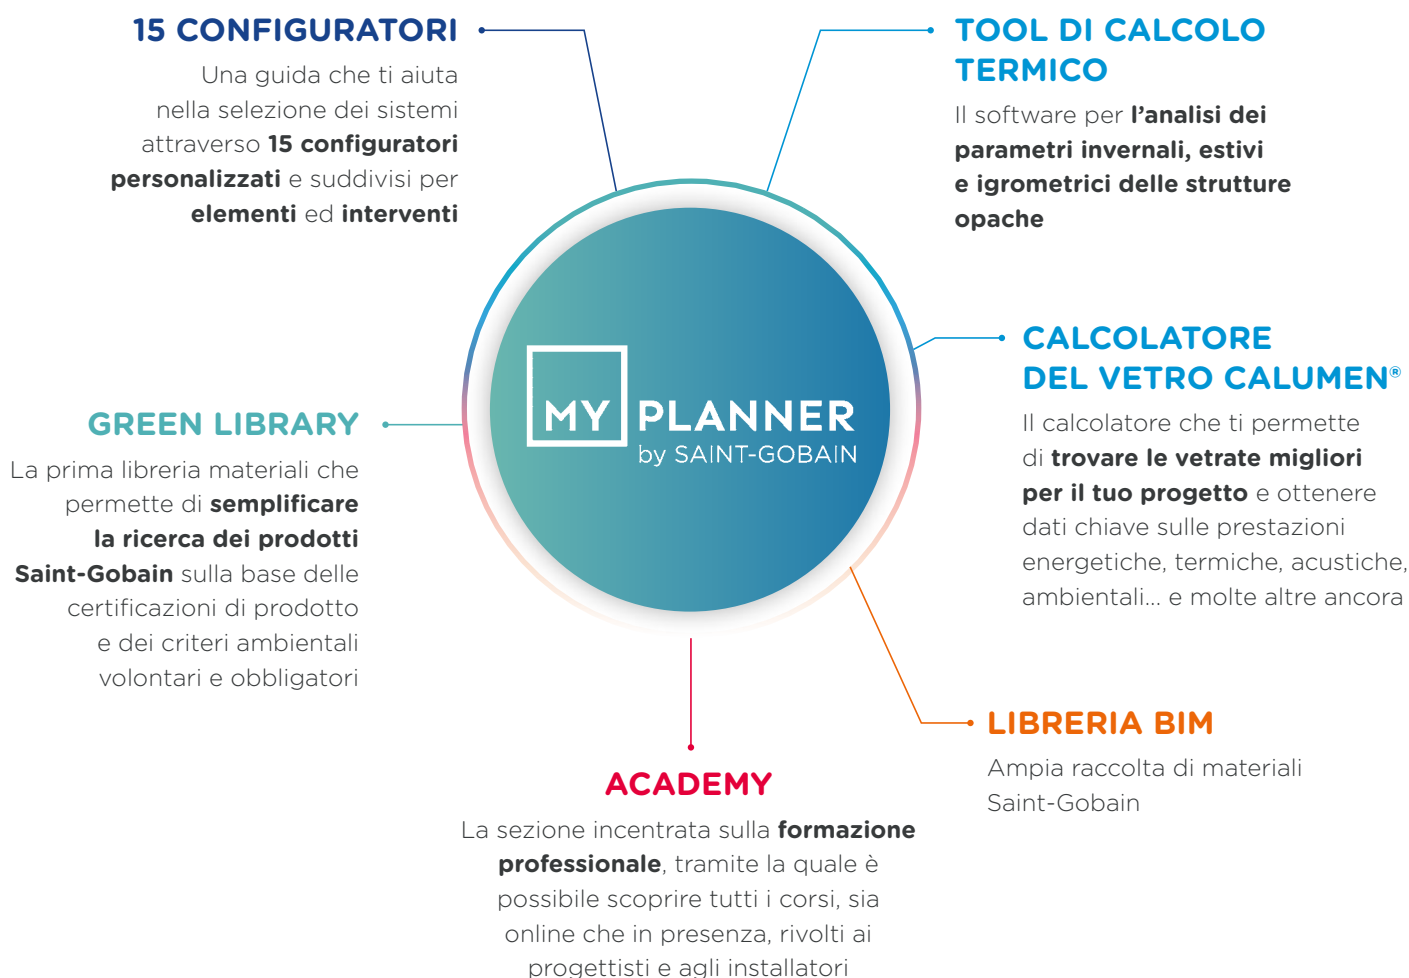 15 CONFIGURATORI
Una guida che ti aiuta
nella selezione dei sistemi
attraverso 15 configuratori
personalizzati e suddivisi per
elementi ed interventi
TOOL DI CALCOLO
TERMICO
Il software per l’analisi dei
parametri invernali, estivi
e igrometrici delle strutture
opache
MY PLANNER
by SAINT-GOBAIN
CALCOLATORE
DEL VETRO CALUMEN®
Il calcolatore che ti permette
di trovare le vetrate migliori
per il tuo progetto e ottenere
dati chiave sulle prestazioni
energetiche, termiche, acustiche,
ambientali... e molte altre ancora
GREEN LIBRARY
La prima libreria materiali che
permette di semplificare
la ricerca dei prodotti
Saint-Gobain sulla base delle
certificazioni di prodotto
e dei criteri ambientali
volontari e obbligatori
LIBRERIA BIM
Ampia raccolta di materiali
Saint-Gobain
ACADEMY
La sezione incentrata sulla formazione
professionale, tramite la quale è
possibile scoprire tutti i corsi, sia
online che in presenza, rivolti ai
progettisti e agli installatori